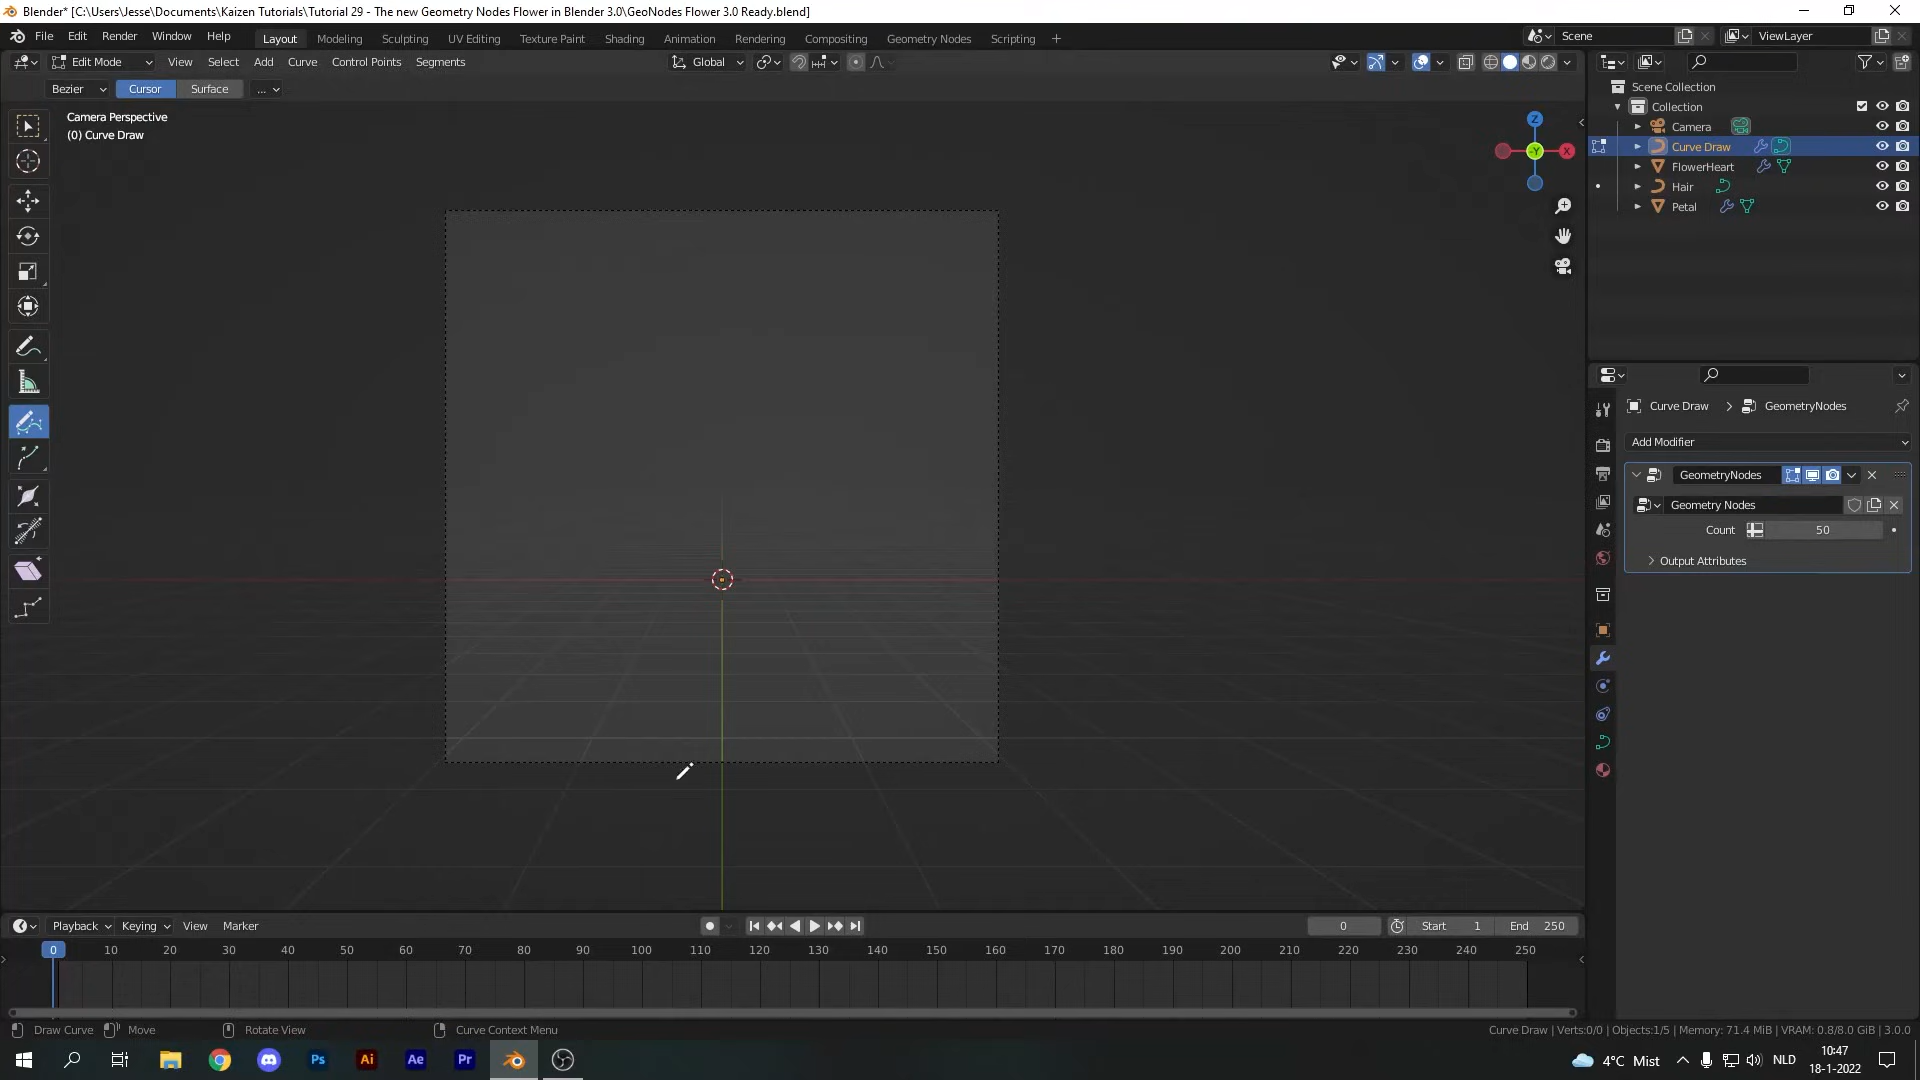 Blender* [C:\Users\Jesse\Documents\Kaizen Tutorials\Tutorial 29 - The new Geometry Nodes Flower in Blender 3.0\GeoNodes Flower 3.0 Ready.blend]
File Edit Render Window Help Layout Modeling Sculpting UV Editing Texture Paint Shading Animation Rendering Compositing Geometry Nodes Scripting + Scene ViewLayer
Edit Mode View Select Add Curve Control Points Segments Global
Bezier Cursor Surface ...
Scene Collection
Collection
Camera
Curve Draw
FlowerHeart
Hair
Petal
Camera Perspective
(0) Curve Draw
Z
-Y X
Curve Draw > GeometryNodes
Add Modifier
GeometryNodes
Geometry Nodes
Count 50
Output Attributes
Playback Keying View Marker 0 Start 1 End 250
0 10 20 30 40 50 60 70 80 90 100 110 120 130 140 150 160 170 180 190 200 210 220 230 240 250
Draw Curve Move Rotate View Curve Context Menu Curve Draw | Verts:0/0 | Objects:1/5 | Memory: 71.4 MiB | VRAM: 0.8/8.0 GiB | 3.0.0
Ps Ai Ae Pr 4°C Mist NLD 10:47
18-1-2022